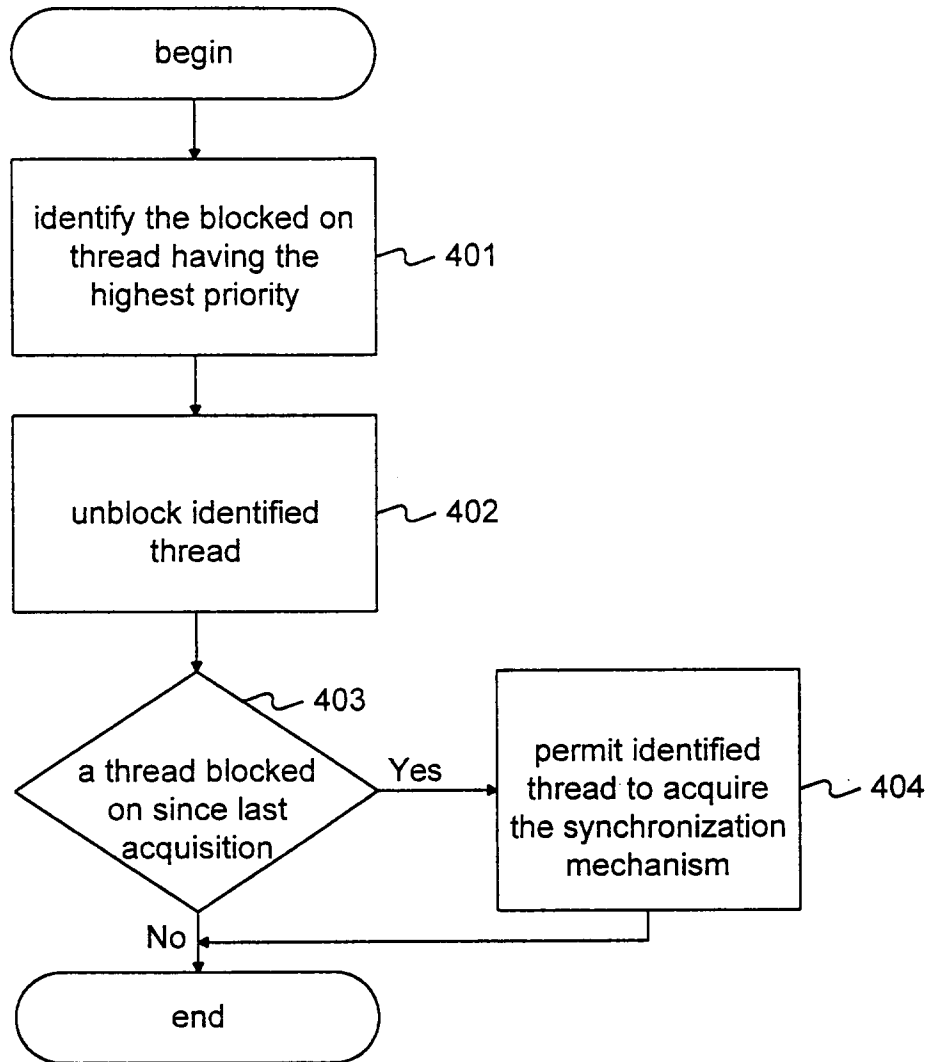 begin
identify the blocked on
thread having the
highest priority
401
unblock identified
thread
402
403
a thread blocked
on since last
acquisition
Yes
permit identified
thread to acquire
the synchronization
mechanism
404
No
end